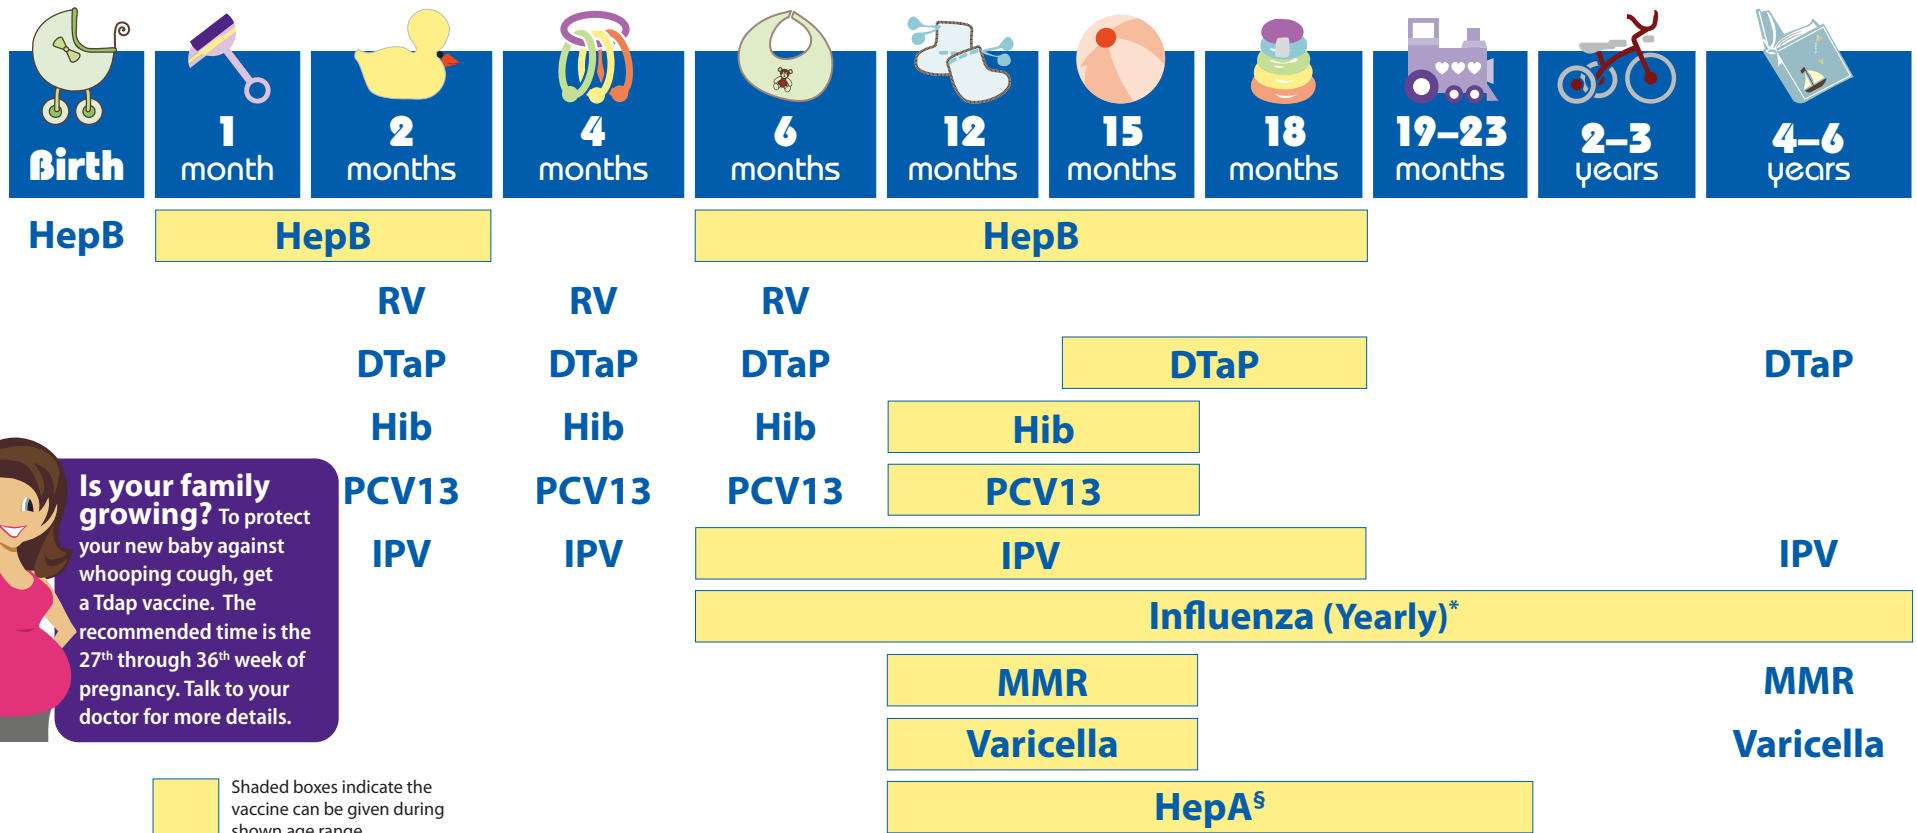 Birth
1
month
2
months
4
months
6
months
12
months
15
months
18
months
19–23
months
2–3
years
4–6
years
HepB HepB HepB
RV RV RV
DTaP DTaP DTaP DTaP DTaP
Hib Hib Hib Hib
PCV13 PCV13 PCV13 PCV13
IPV IPV IPV IPV
Influenza (Yearly)*
MMR MMR
Varicella Varicella
HepA§
Is your family
growing? To protect
your new baby against
whooping cough, get
a Tdap vaccine. The
recommended time is the
27th through 36th week of
pregnancy. Talk to your
doctor for more details.
Shaded boxes indicate the
vaccine can be given during
shown age range.